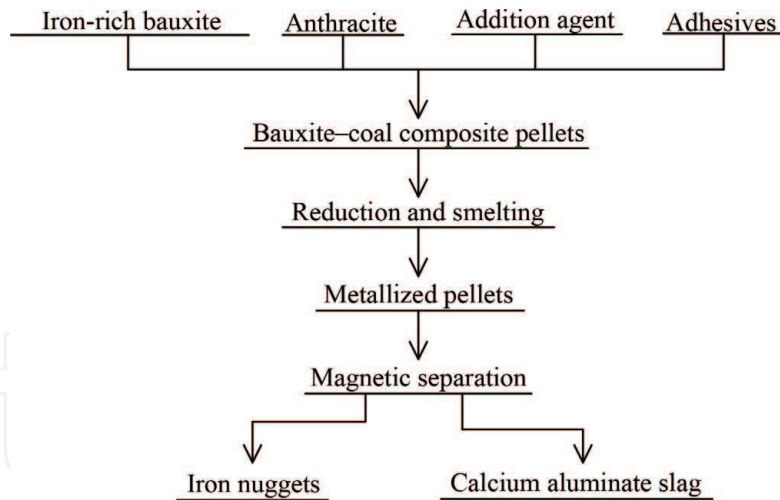 Iron-rich bauxite
Anthracite
Addition agent
Adhesives
Bauxite–coal composite pellets
Reduction and smelting
Metallized pellets
Magnetic separation
Iron nuggets
Calcium aluminate slag